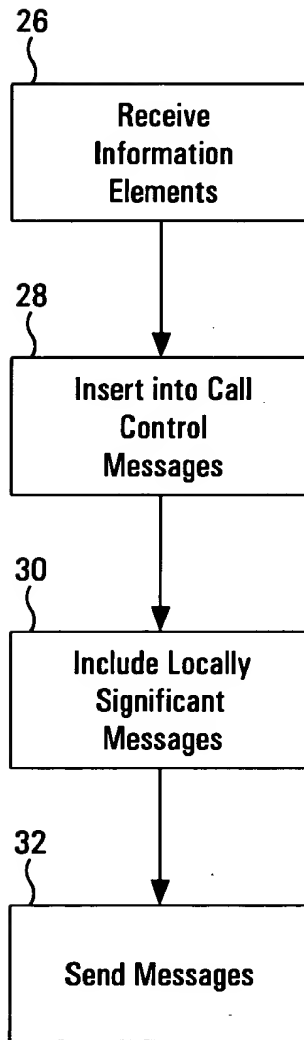 26
Receive
Information
Elements
28
Insert into Call
Control
Messages
30
Include Locally
Significant
Messages
32
Send Messages